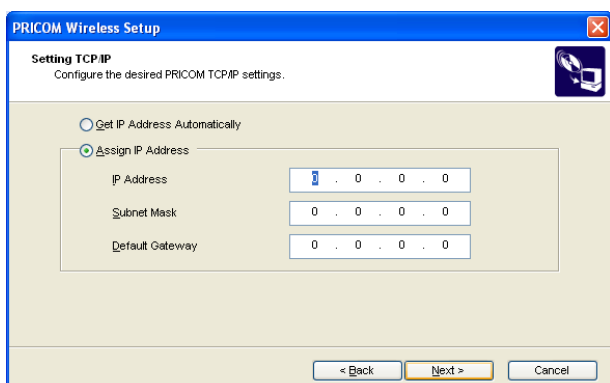 PRICOM Wireless Setup
Setting TCP/IP
Configure the desired PRICOM TCP/IP settings.
Get IP Address Automatically
Assign IP Address
IP Address 0 . 0 . 0 . 0
Subnet Mask 0 . 0 . 0 . 0
Default Gateway 0 . 0 . 0 . 0
< Back Next > Cancel